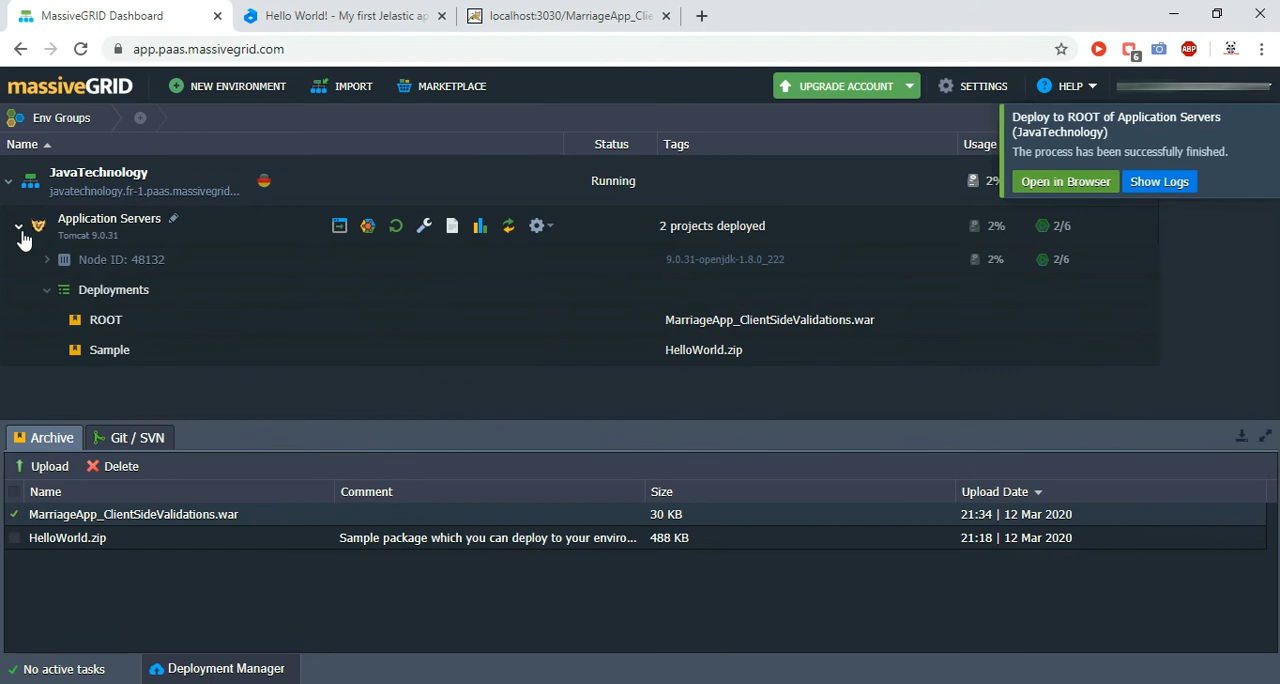 MassiveGRID Dashboard
Hello World! - My first Jelastic ap
localhost:3030/MarriageApp_Clie
app.paas.massivegrid.com
6
ABP
massiveGRID
NEW ENVIRONMENT
IMPORT
MARKETPLACE
UPGRADE ACCOUNT
SETTINGS
HELP
Env Groups
Deploy to ROOT of Application Servers
(JavaTechnology)
The process has been successfully finished.
Open in Browser
Show Logs
Name
Status
Tags
Usage
JavaTechnology
javatechnology.fr-1.paas.massivegrid...
Running
2%
Application Servers
Tomcat 9.0.31
2 projects deployed
2%
2/6
Node ID: 48132
9.0.31-openjdk-1.8.0_222
2%
2/6
Deployments
ROOT
MarriageApp_ClientSideValidations.war
Sample
HelloWorld.zip
Archive
Git / SVN
Upload
Delete
Name
Comment
Size
Upload Date
MarriageApp_ClientSideValidations.war
30 KB
21:34 | 12 Mar 2020
HelloWorld.zip
Sample package which you can deploy to your enviro...
488 KB
21:18 | 12 Mar 2020
No active tasks
Deployment Manager